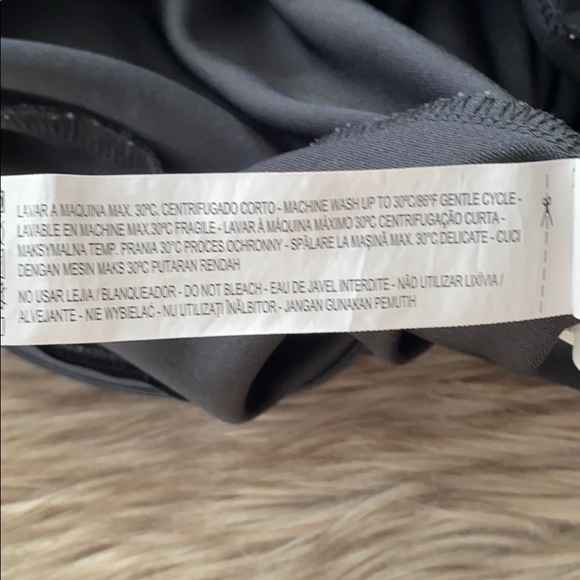 LAVAR A MAQUINA MAX. 30ºC. CENTRIFUGADO CORTO - MACHINE WASH UP TO 30ºC/86ºF GENTLE CYCLE -
LAVABLE EN MACHINE MAX.30ºC FRAGILE - LAVAR À MÁQUINA MÁXIMO 30ºC CENTRIFUGAÇÃO CURTA -
MAKSYMALNA TEMP. PRANIA 30ºC PROCES OCHRONNY - SPĂLARE LA MAȘINĂ MAX. 30ºC DELICATE - CUCI
DENGAN MESIN MAKS 30ºC PUTARAN RENDAH
NO USAR LEJIA / BLANQUEADOR - DO NOT BLEACH - EAU DE JAVEL INTERDITE - NÃO UTILIZAR LIXÍVIA /
ALVEJANTE - NIE WYBIELAĆ - NU UTILIZAȚI ÎNĂLBITOR - JANGAN GUNAKAN PEMUTIH